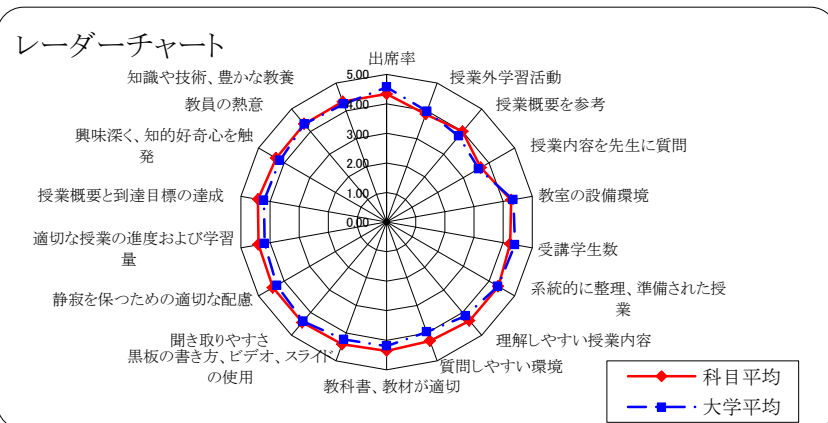 レーダーチャート
出席率
授業外学習活動
授業概要を参考
授業内容を先生に質問
教室の設備環境
受講学生数
系統的に整理、準備された授
業
理解しやすい授業内容
質問しやすい環境
教科書、教材が適切
黒板の書き方、ビデオ、スライド
の使用
聞き取りやすさ
静寂を保つための適切な配慮
適切な授業の進度および学習
量
授業概要と到達目標の達成
興味深く、知的好奇心を触
発
教員の熱意
知識や技術、豊かな教養
5.00
4.00
3.00
2.00
1.00
0.00
科目平均
大学平均